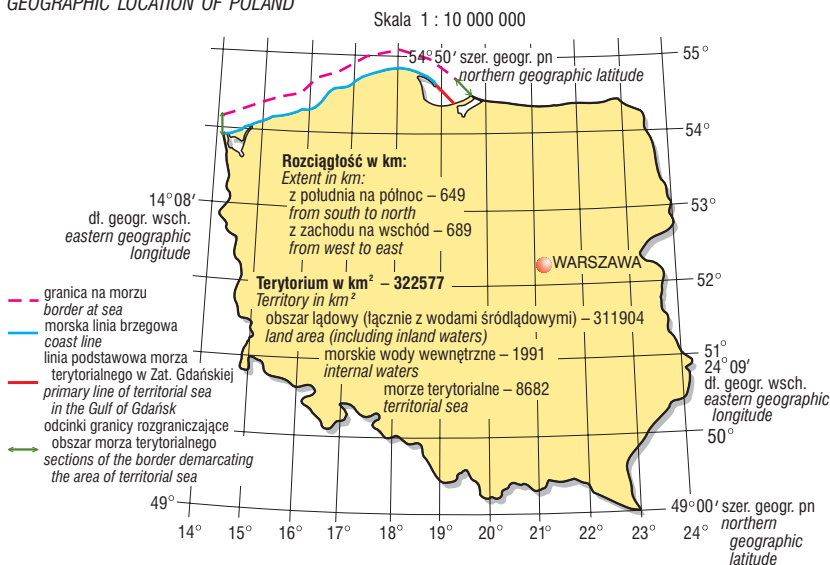 GEOGRAPHIC LOCATION OF POLAND
Skala 1 : 10 000 000
54°50′ szer. geogr. pn
northern geographic latitude
55°
54°
53°
52°
51°
50°
14°08′
dł. geogr. wsch.
eastern geographic
longitude
Rozciągłość w km:
Extent in km:
z południa na północ – 649
from south to north
z zachodu na wschód – 689
from west to east
WARSZAWA
Terytorium w km² – 322577
Territory in km²
obszar lądowy (łącznie z wodami śródlądowymi) – 311904
land area (including inland waters)
morskie wody wewnętrzne – 1991
internal waters
morze terytorialne – 8682
territorial sea
24°09′
dł. geogr. wsch.
eastern geographic
longitude
granica na morzu
border at sea
morska linia brzegowa
coast line
linia podstawowa morza
terytorialnego w Zat. Gdańskiej
primary line of territorial sea
in the Gulf of Gdańsk
odcinki granicy rozgraniczające
obszar morza terytorialnego
sections of the border demarcating
the area of territorial sea
49°
49°00′ szer. geogr. pn
northern
geographic
latitude
14° 15° 16° 17° 18° 19° 20° 21° 22° 23° 24°